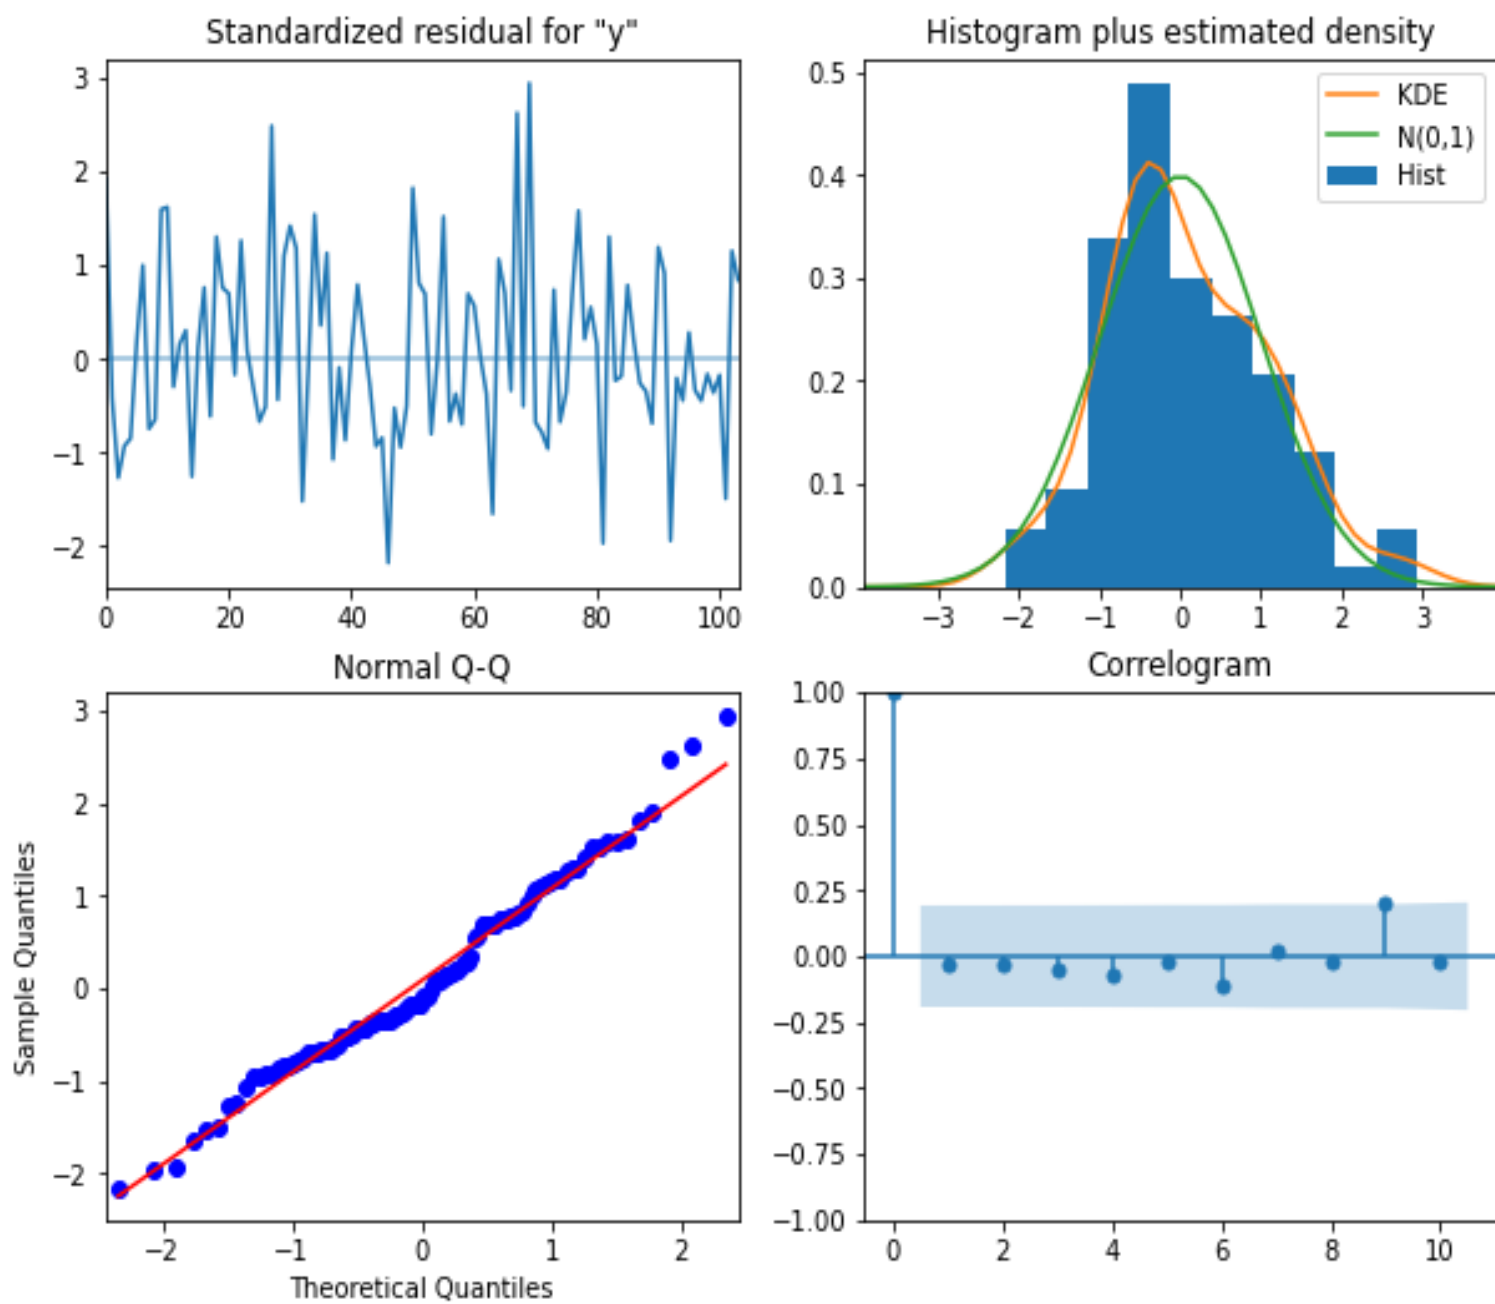 Standardized residual for "y"
3
2
1
0
−1
−2
0 20 40 60 80 100
Histogram plus estimated density
0.5
0.4
0.3
0.2
0.1
0.0
KDE
N(0,1)
Hist
−3 −2 −1 0 1 2 3
Normal Q-Q
3
2
1
0
−1
−2
Sample Quantiles
−2 −1 0 1 2
Theoretical Quantiles
Correlogram
1.00
0.75
0.50
0.25
0.00
−0.25
−0.50
−0.75
−1.00
0 2 4 6 8 10